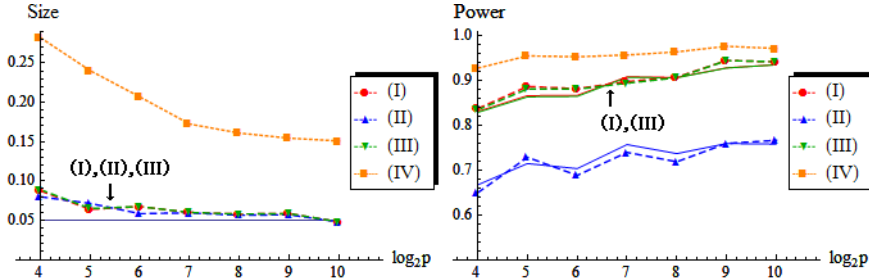 Size
0.25
0.20
0.15
0.10
0.05
(I),(II),(III)
4 5 6 7 8 9 10
log₂p
(I)
(II)
(III)
(IV)
Power
1.0
0.9
0.8
0.7
0.6
(I),(III)
4 5 6 7 8 9 10
log₂p
(I)
(II)
(III)
(IV)